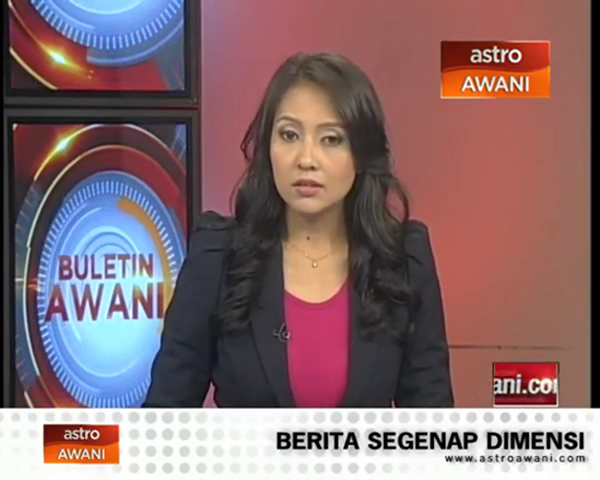 astro
AWANI
BULETIN
AWANI
ani.co
astro
AWANI
BERITA SEGENAP DIMENSI
www.astroawani.com